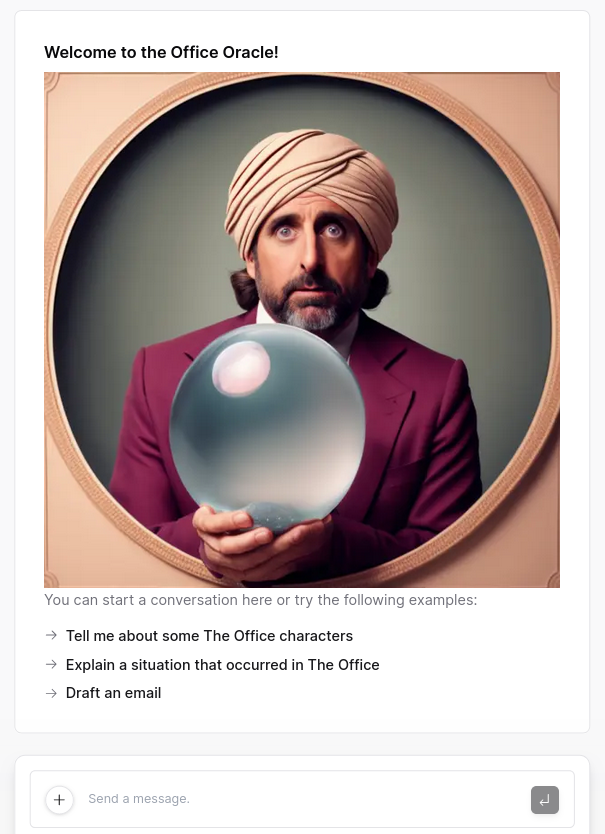 Welcome to the Office Oracle!
You can start a conversation here or try the following examples:
Tell me about some The Office characters
Explain a situation that occurred in The Office
Draft an email
Send a message.